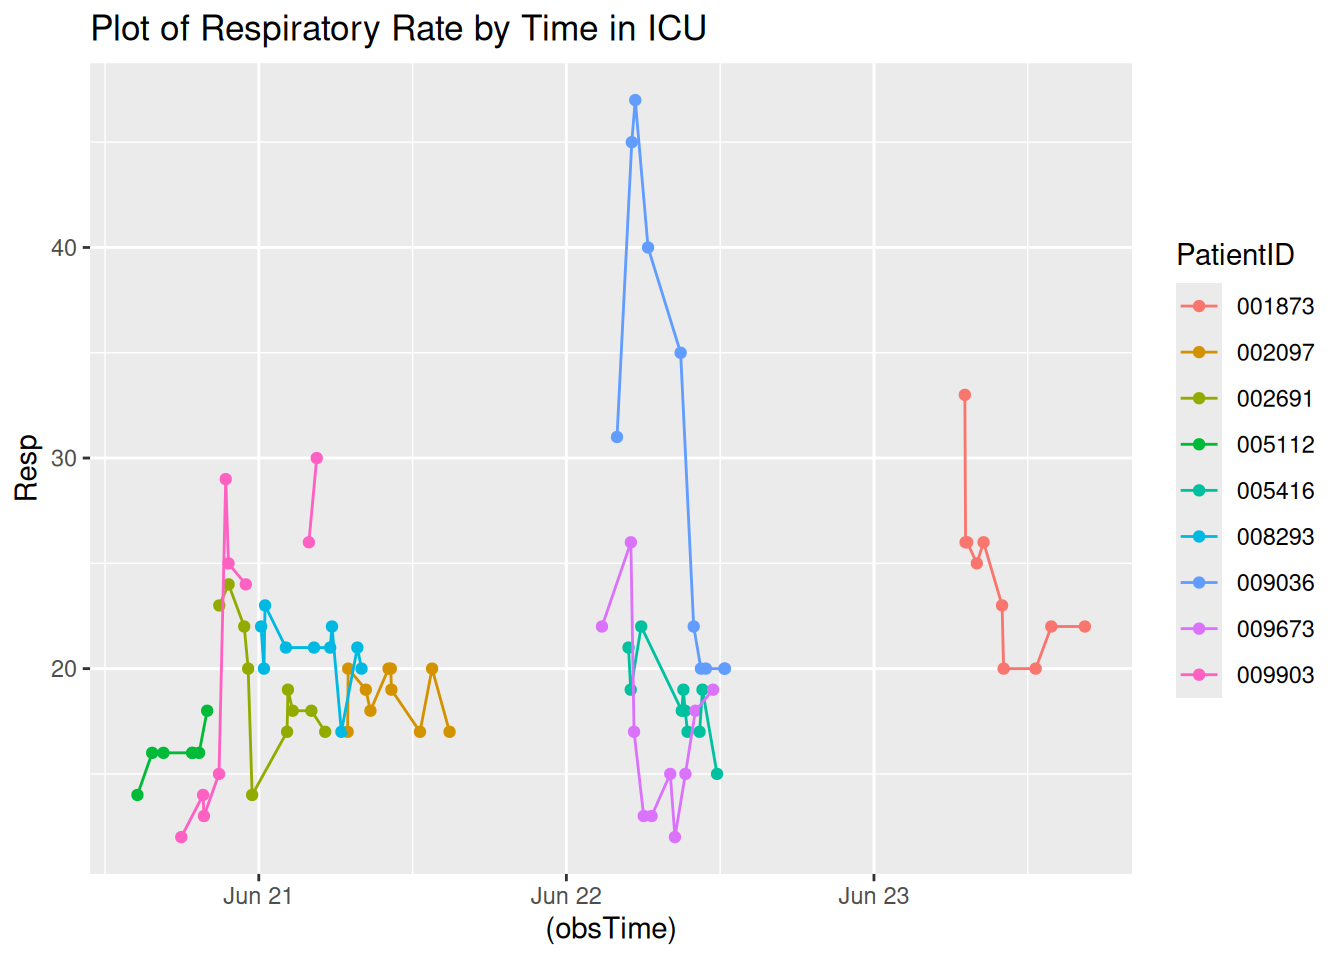 Plot of Respiratory Rate by Time in ICU
Resp
40
30
20
Jun 21
Jun 22
Jun 23
(obsTime)
PatientID
001873
002097
002691
005112
005416
008293
009036
009673
009903